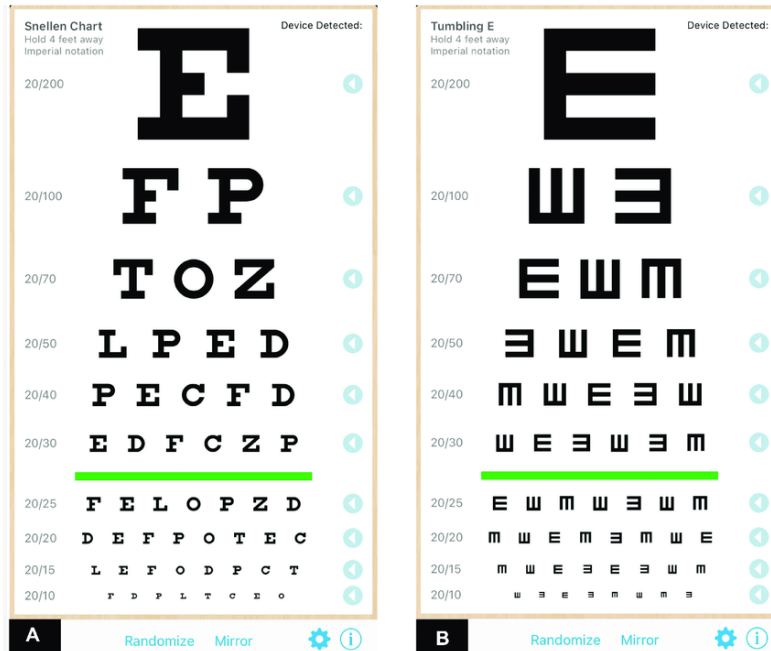 Snellen Chart
Hold 4 feet away
Imperial notation
Device Detected:
20/200 E
20/100 F P
20/70 T O Z
20/50 L P E D
20/40 P E C F D
20/30 E D F C Z P
20/25 F E L O P Z D
20/20 D E F P O T E C
20/15 L E F O D P C T
20/10 F D P L T C E O
A
Randomize Mirror
Tumbling E
Hold 4 feet away
Imperial notation
Device Detected:
20/200 E
20/100 Ш Ǝ
20/70 E Ш M
20/50 Ǝ Ш E M
20/40 M Ш E Ǝ Ш
20/30 Ш E Ǝ Ш Ǝ M
20/25 E Ш M Ш Ǝ Ш M
20/20 M Ш E M Ǝ M Ш E
20/15 M Ш E Ǝ E Ǝ Ш M
20/10
B
Randomize Mirror